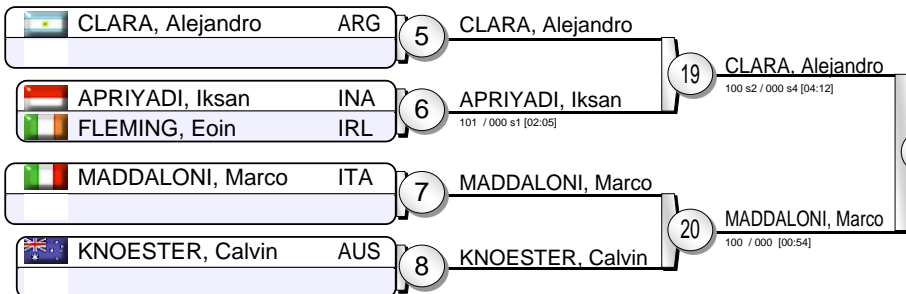 CLARA, Alejandro ARG
5
CLARA, Alejandro
19
CLARA, Alejandro
100 s2 / 000 s4 [04:12]
APRIYADI, Iksan INA
FLEMING, Eoin IRL
6
APRIYADI, Iksan
101 / 000 s1 [02:05]
MADDALONI, Marco ITA
7
MADDALONI, Marco
20
MADDALONI, Marco
100 / 000 [00:54]
KNOESTER, Calvin AUS
8
KNOESTER, Calvin